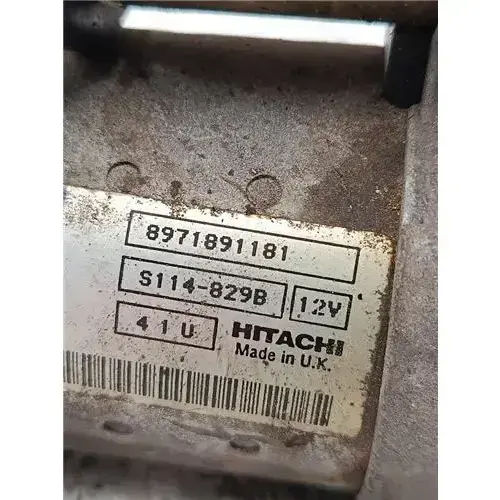 8971891181
S114-829B 12V
41U HITACHI
Made in U.K.